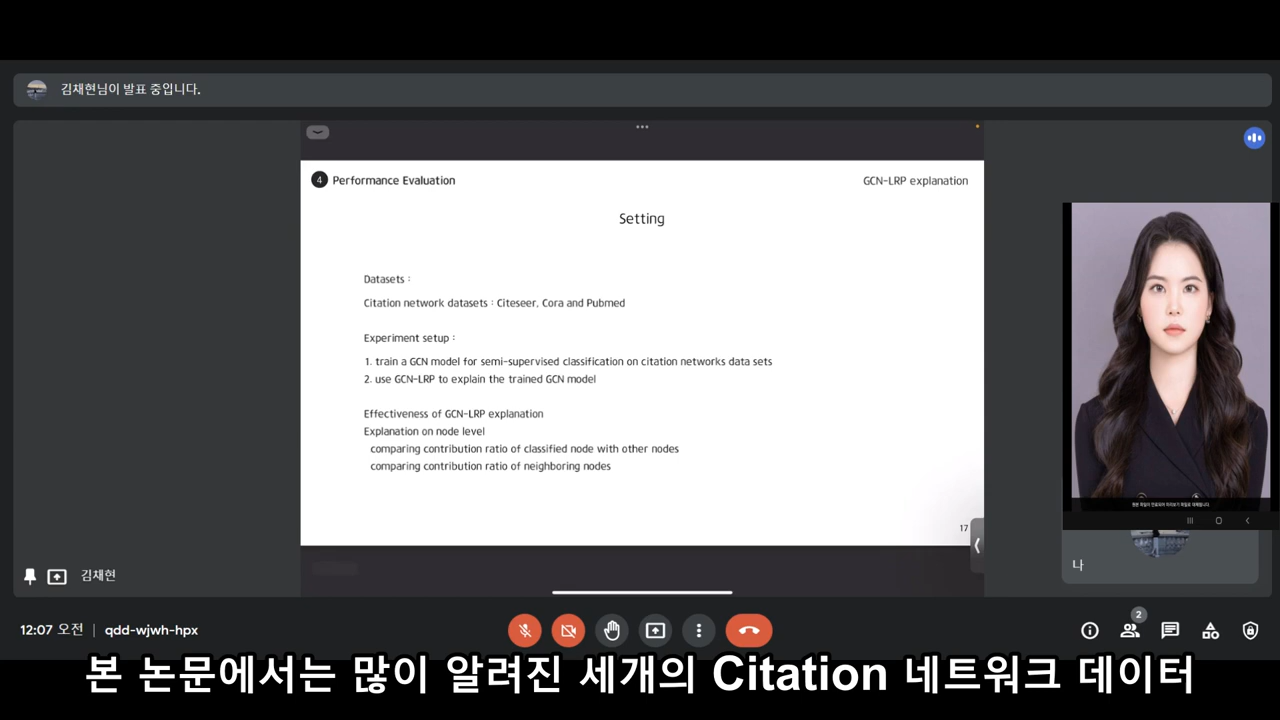 김채현님이 발표 중입니다.
4 Performance Evaluation
GCN-LRP explanation
Setting
Datasets :
Citation network datasets : Citeseer, Cora and Pubmed
Experiment setup :
1. train a GCN model for semi-supervised classification on citation networks data sets
2. use GCN-LRP to explain the trained GCN model
Effectiveness of GCN-LRP explanation
Explanation on node level
comparing contribution ratio of classified node with other nodes
comparing contribution ratio of neighboring nodes
17
김채현
나
12:07 오전 | qdd-wjwh-hpx
2
본 논문에서는 많이 알려진 세개의 Citation 네트워크 데이터